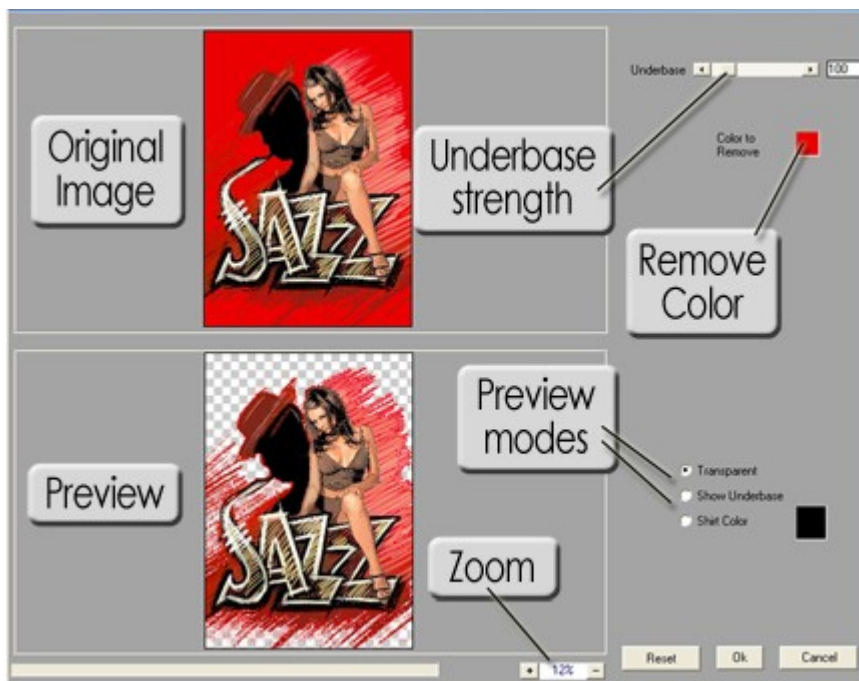 Underbase
100
Original
Image
Underbase
strength
Color to
Remove
Remove
Color
JAZZ
Preview
modes
Transparent
Show Underbase
Shirt Color
Preview
JAZZ
Zoom
+ 12% -
Reset
Ok
Cancel